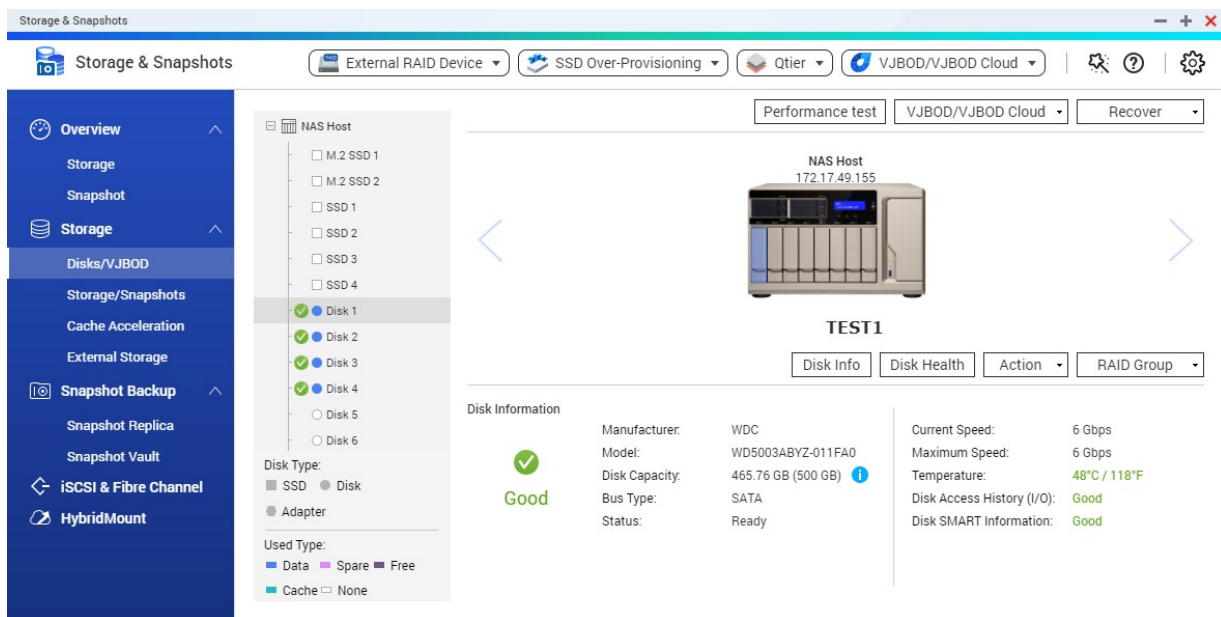 Storage & Snapshots
Storage & Snapshots
External RAID Device
SSD Over-Provisioning
Qtier
VJBOD/VJBOD Cloud
Overview
Storage
Snapshot
Storage
Disks/VJBOD
Storage/Snapshots
Cache Acceleration
External Storage
Snapshot Backup
Snapshot Replica
Snapshot Vault
iSCSI & Fibre Channel
HybridMount
NAS Host
M.2 SSD 1
M.2 SSD 2
SSD 1
SSD 2
SSD 3
SSD 4
Disk 1
Disk 2
Disk 3
Disk 4
Disk 5
Disk 6
Disk Type:
SSD Disk
Adapter
Used Type:
Data Spare Free
Cache None
Performance test
VJBOD/VJBOD Cloud
Recover
NAS Host
172.17.49.155
TEST1
Disk Info
Disk Health
Action
RAID Group
Disk Information
Good
Manufacturer: WDC
Model: WD5003ABYZ-011FA0
Disk Capacity: 465.76 GB (500 GB)
Bus Type: SATA
Status: Ready
Current Speed: 6 Gbps
Maximum Speed: 6 Gbps
Temperature: 48°C / 118°F
Disk Access History (I/O): Good
Disk SMART Information: Good